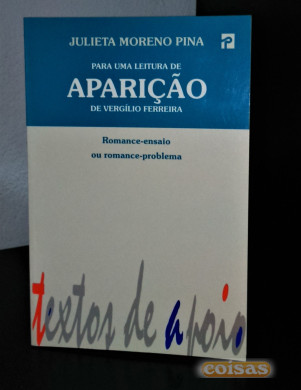 JULIETA MORENO PINA
PARA UMA LEITURA DE
APARIÇÃO
DE VERGÍLIO FERREIRA
Romance-ensaio
ou romance-problema
textos de apoio
coisas